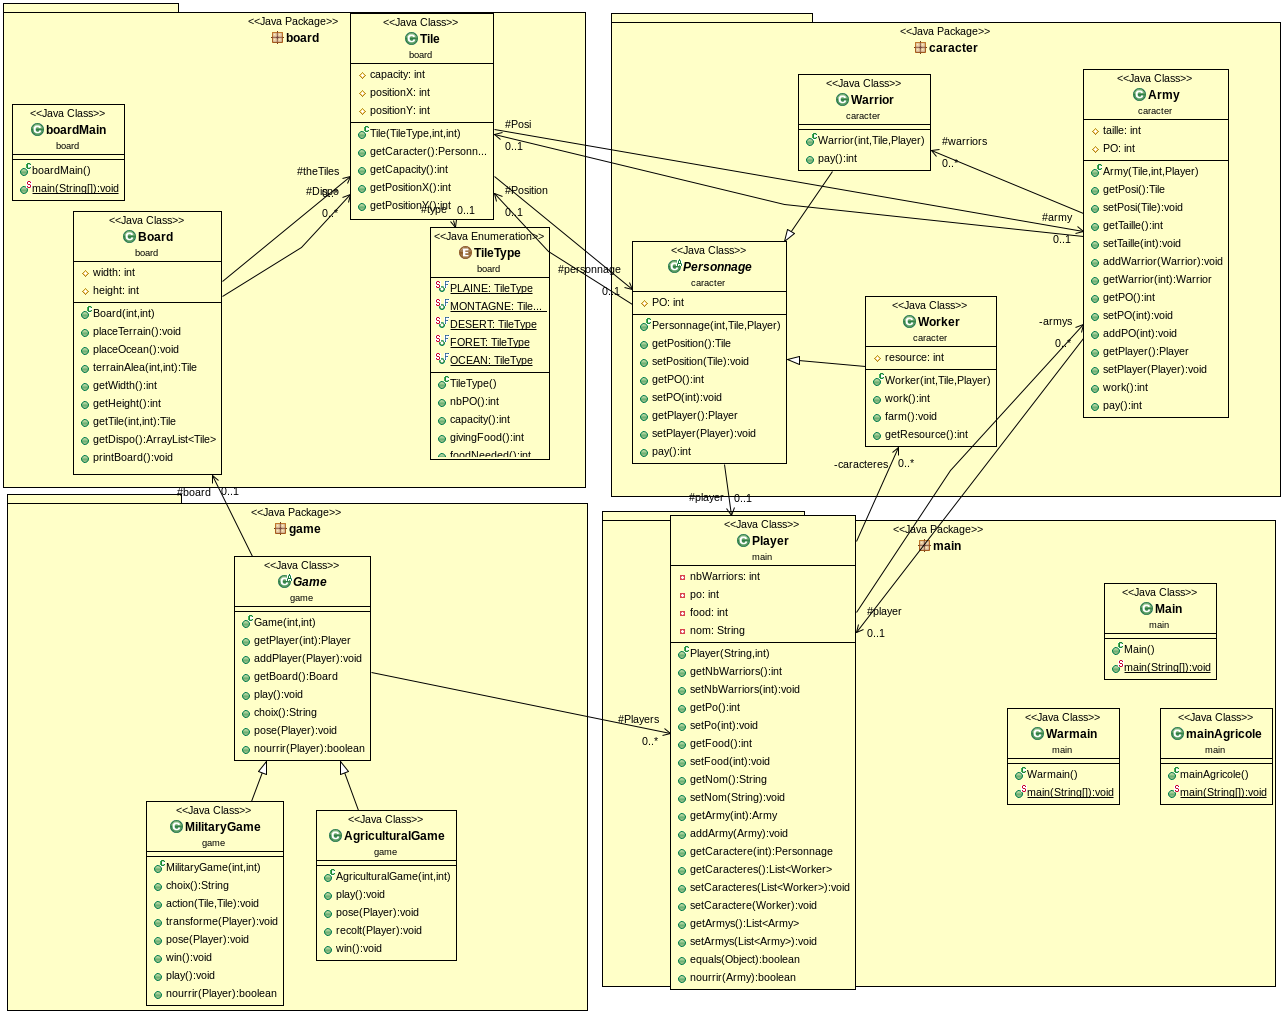 <<Java Package>>
board
<<Java Class>>
Tile
board
capacity: int
positionX: int
positionY: int
Tile(TileType,int,int)
getCaracter():Personn...
getCapacity():int
getPositionX():int
getPositionY():int
<<Java Class>>
boardMain
board
boardMain()
main(String[]):void
#theTiles
#Dispo
0..*
0..*
#type
0..1
<<Java Class>>
Board
board
width: int
height: int
Board(int,int)
placeTerrain():void
placeOcean():void
terrainAlea(int,int):Tile
getWidth():int
getHeight():int
getTile(int,int):Tile
getDispo():ArrayList<Tile>
printBoard():void
<<Java Enumeration>>
TileType
board
PLAINE: TileType
MONTAGNE: Tile...
DESERT: TileType
FORET: TileType
OCEAN: TileType
TileType()
nbPO():int
capacity():int
givingFood():int
foodNeeded():int
#Posi
0..1
#Position
0..1
#personnage
0..1
<<Java Package>>
caracter
<<Java Class>>
Warrior
caracter
Warrior(int,Tile,Player)
pay():int
#warriors
0..*
<<Java Class>>
Army
caracter
taille: int
PO: int
Army(Tile,int,Player)
getPosi():Tile
setPosi(Tile):void
getTaille():int
setTaille(int):void
addWarrior(Warrior):void
getWarrior(int):Warrior
getPO():int
setPO(int):void
addPO(int):void
getPlayer():Player
setPlayer(Player):void
work():int
pay():int
#army
0..1
-armys
0..*
<<Java Class>>
Personnage
caracter
PO: int
Personnage(int,Tile,Player)
getPosition():Tile
setPosition(Tile):void
getPO():int
setPO(int):void
getPlayer():Player
setPlayer(Player):void
pay():int
<<Java Class>>
Worker
caracter
resource: int
Worker(int,Tile,Player)
work():int
farm():void
getResource():int
-caracteres
0..*
#player
0..1
#board
0..1
<<Java Package>>
game
<<Java Class>>
Game
game
Game(int,int)
getPlayer(int):Player
addPlayer(Player):void
getBoard():Board
play():void
choix():String
pose(Player):void
nourrir(Player):boolean
#Players
0..*
<<Java Class>>
MilitaryGame
game
MilitaryGame(int,int)
choix():String
action(Tile,Tile):void
transforme(Player):void
pose(Player):void
win():void
play():void
nourrir(Player):boolean
<<Java Class>>
AgriculturalGame
game
AgriculturalGame(int,int)
play():void
pose(Player):void
recolt(Player):void
win():void
<<Java Package>>
main
<<Java Class>>
Player
main
nbWarriors: int
po: int
food: int
nom: String
Player(String,int)
getNbWarriors():int
setNbWarriors(int):void
getPo():int
setPo(int):void
getFood():int
setFood(int):void
getNom():String
setNom(String):void
getArmy(int):Army
addArmy(Army):void
getCaractere(int):Personnage
getCaracteres():List<Worker>
setCaracteres(List<Worker>):void
setCaractere(Worker):void
getArmys():List<Army>
setArmys(List<Army>):void
equals(Object):boolean
nourrir(Army):boolean
#player
0..1
<<Java Class>>
Main
main
Main()
main(String[]):void
<<Java Class>>
Warmain
main
Warmain()
main(String[]):void
<<Java Class>>
mainAgricole
main
mainAgricole()
main(String[]):void